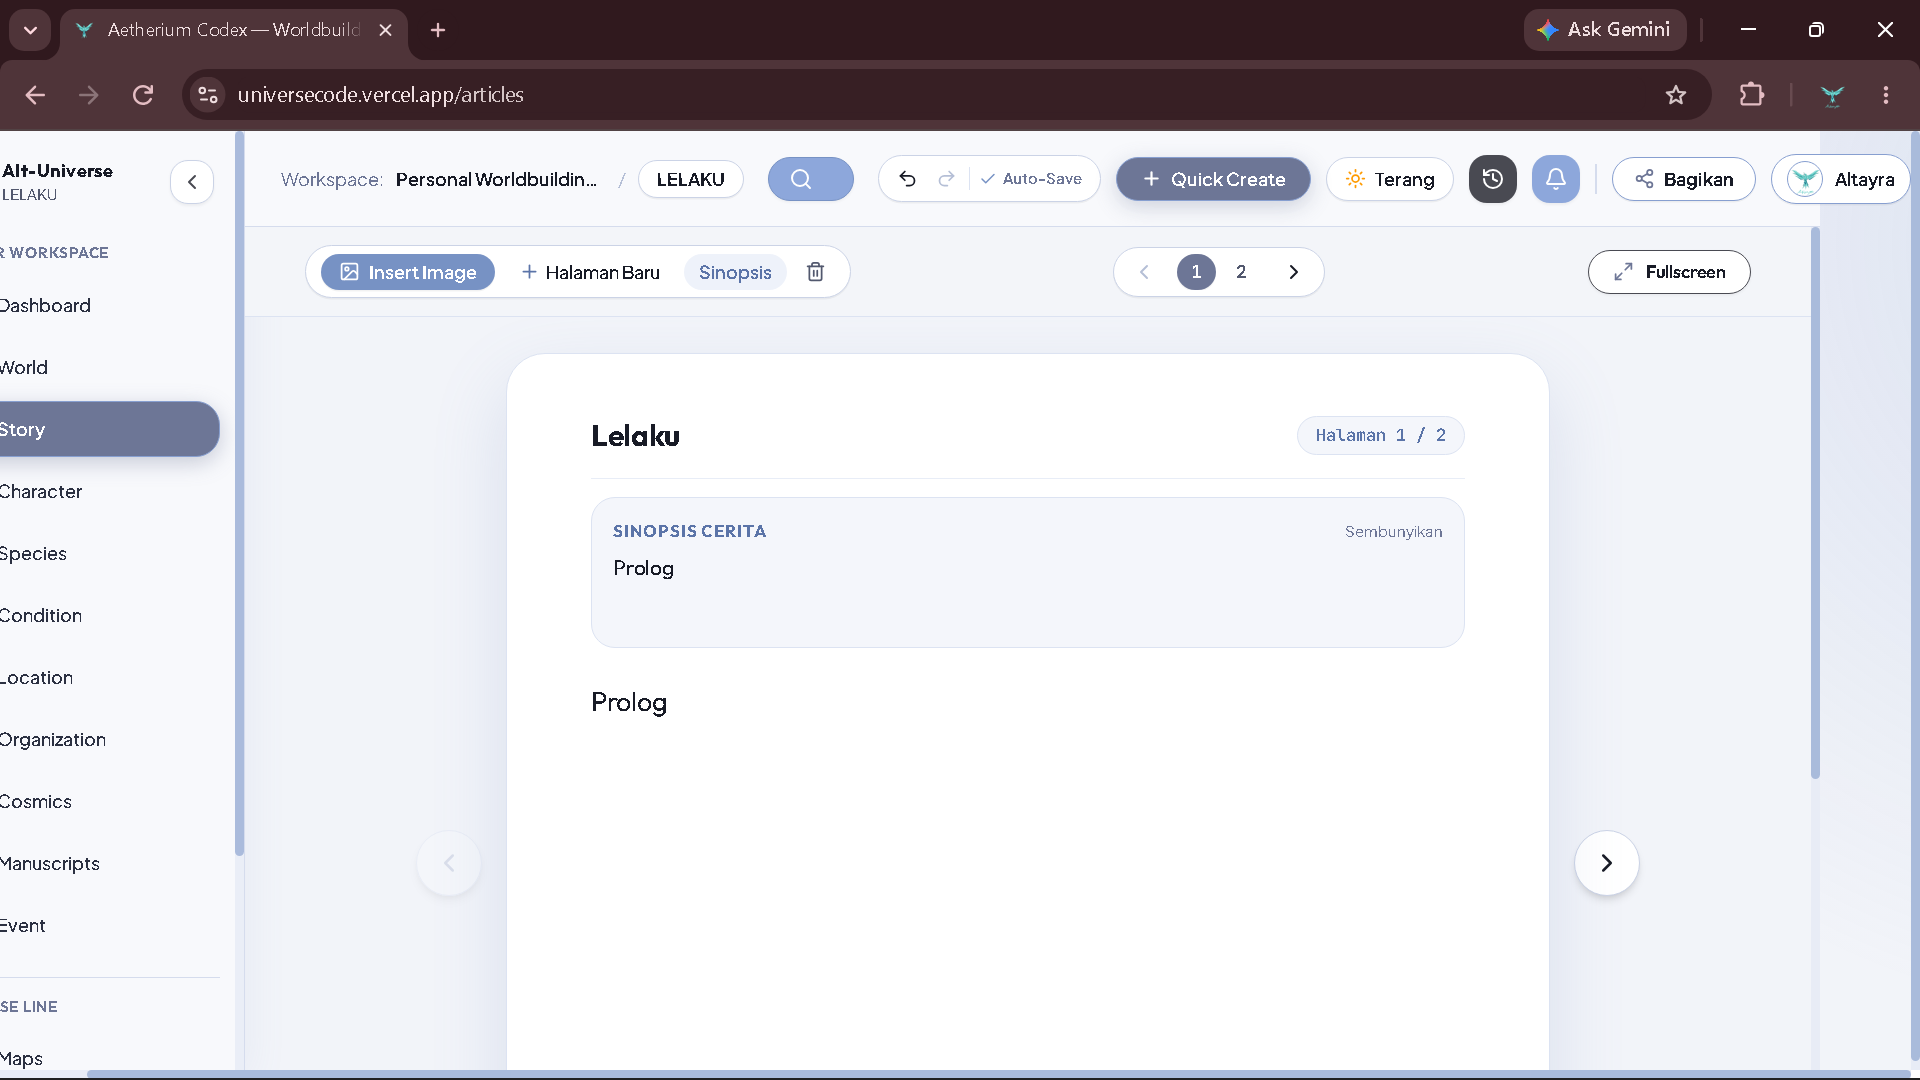 Aetherium Codex — Worldbuild
Ask Gemini
universecode.vercel.app/articles
Alt-Universe
LELAKU
Workspace: Personal Worldbuildin... / LELAKU
Auto-Save
Quick Create
Terang
Bagikan
Altayra
R WORKSPACE
Dashboard
World
Story
Character
Species
Condition
Location
Organization
Cosmics
Manuscripts
Event
SE LINE
Maps
Insert Image
Halaman Baru
Sinopsis
1 2
Fullscreen
Lelaku
Halaman 1 / 2
SINOPSIS CERITA
Sembunyikan
Prolog
Prolog